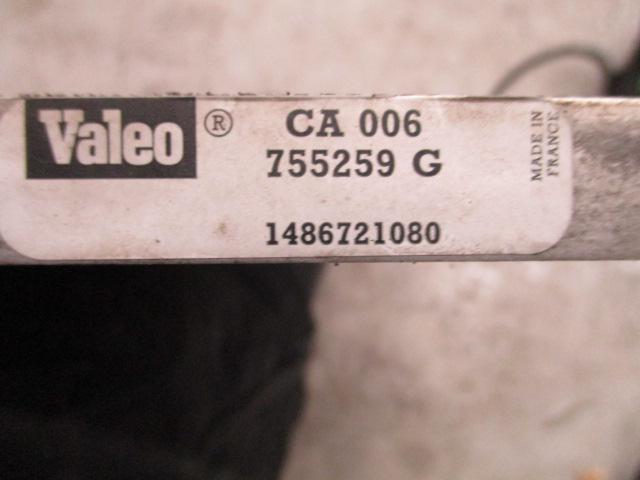 Valeo ® CA 006
755259 G
1486721080
MADE IN
FRANCE